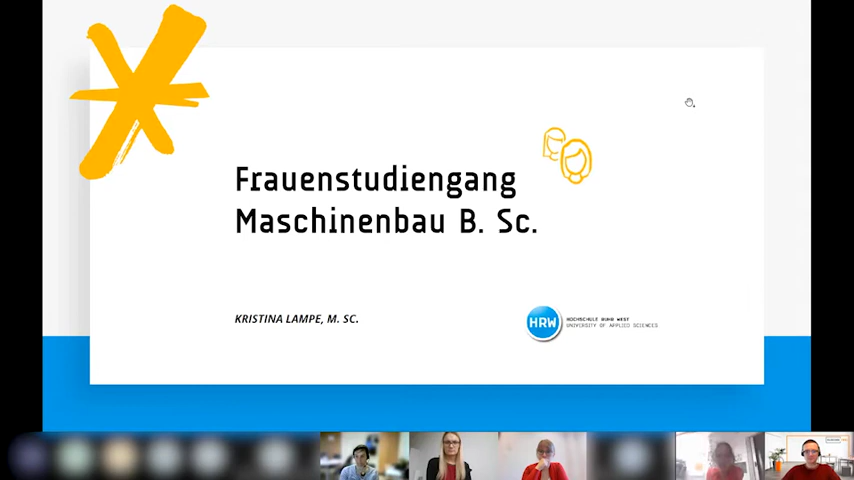 Frauenstudiengang
Maschinenbau B. Sc.
KRISTINA LAMPE, M. SC.
HRW
HOCHSCHULE RUHR WEST
UNIVERSITY OF APPLIED SCIENCES